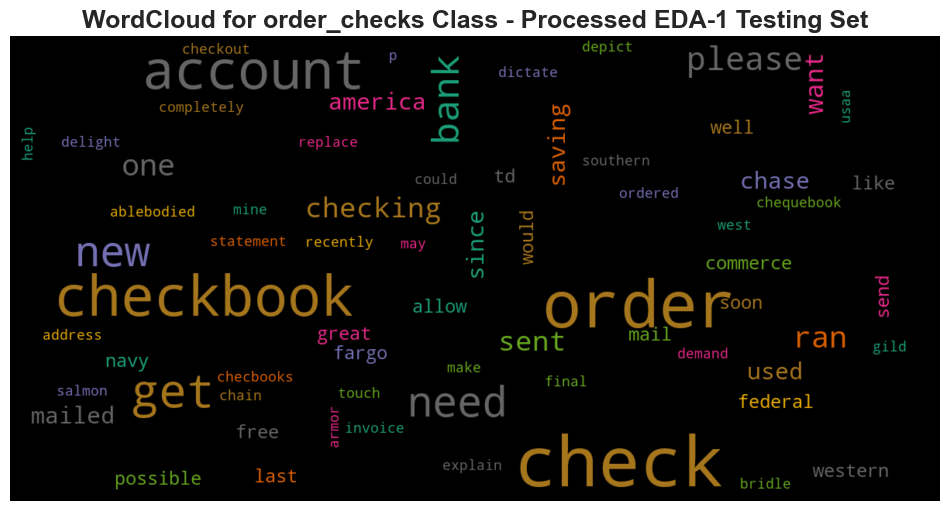 WordCloud for order_checks Class - Processed EDA-1 Testing Set
checkout
p
depict
account
please
bank
want
dictate
america
usaa
completely
saving
well
help
delight
replace
one
southern
could
td
chase
like
ordered
chequebook
ablebodied
mine
checking
since
would
west
new
statement
recently
may
commerce
checkbook
order
send
allow
soon
address
great
sent
mail
ran
gild
navy
fargo
demand
get
checbooks
make
used
salmon
chain
touch
final
federal
mailed
need
free
armor
invoice
check
possible
last
explain
western
bridle